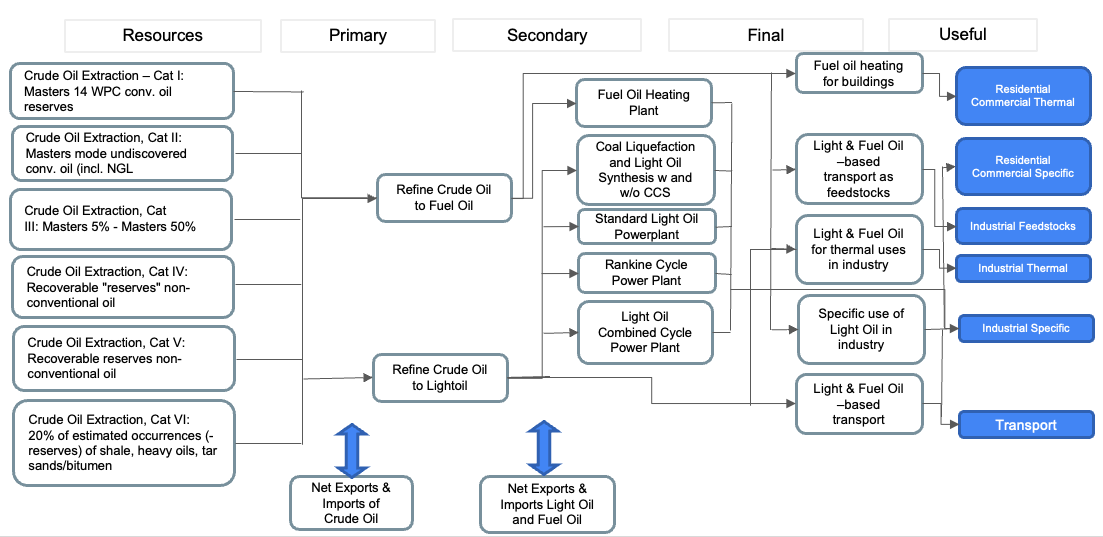 Resources
Primary
Secondary
Final
Useful
Crude Oil Extraction – Cat I:
Masters 14 WPC conv. oil
reserves
Crude Oil Extraction, Cat II:
Masters mode undiscovered
conv. oil (incl. NGL
Crude Oil Extraction, Cat
III: Masters 5% - Masters 50%
Crude Oil Extraction, Cat IV:
Recoverable "reserves" non-
conventional oil
Crude Oil Extraction, Cat V:
Recoverable reserves non-
conventional oil
Crude Oil Extraction, Cat VI:
20% of estimated occurrences (-
reserves) of shale, heavy oils, tar
sands/bitumen
Refine Crude Oil
to Fuel Oil
Refine Crude Oil
to Lightoil
Net Exports &
Imports of
Crude Oil
Fuel Oil Heating
Plant
Coal Liquefaction
and Light Oil
Synthesis w and
w/o CCS
Standard Light Oil
Powerplant
Rankine Cycle
Power Plant
Light Oil
Combined Cycle
Power Plant
Net Exports &
Imports Light Oil
and Fuel Oil
Fuel oil heating
for buildings
Light & Fuel Oil
–based
transport as
feedstocks
Light & Fuel Oil
for thermal uses
in industry
Specific use of
Light Oil in
industry
Light & Fuel Oil
–based
transport
Residential
Commercial Thermal
Residential
Commercial Specific
Industrial Feedstocks
Industrial Thermal
Industrial Specific
Transport